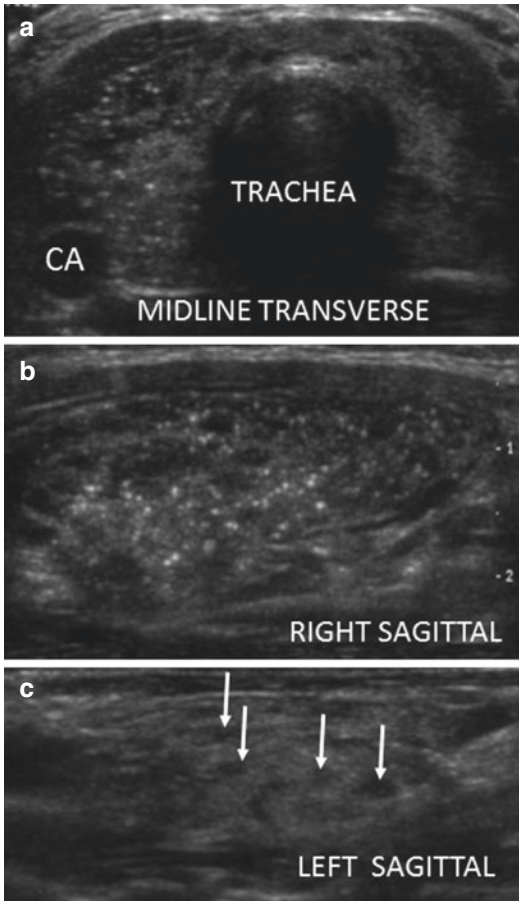 a
TRACHEA
CA
MIDLINE TRANSVERSE
b
- 1
- 2
RIGHT SAGITTAL
c
LEFT SAGITTAL